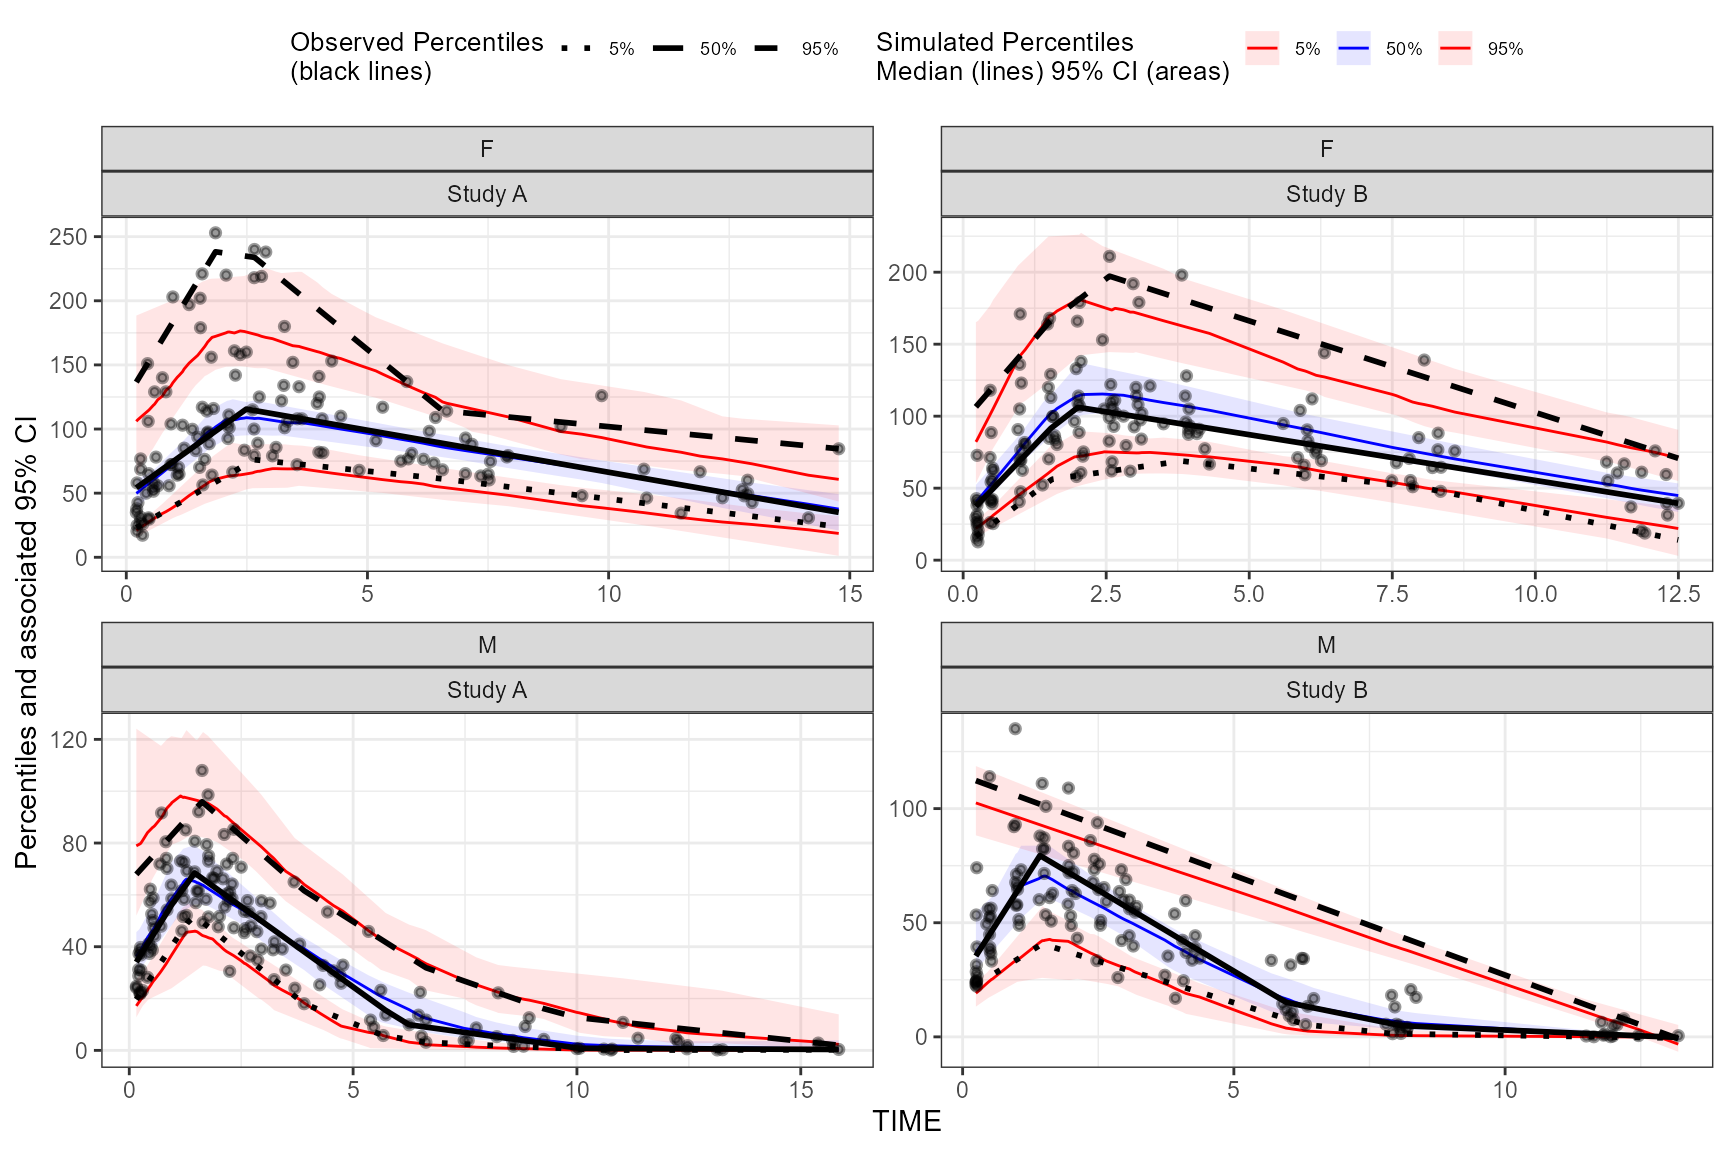 Observed Percentiles
(black lines)
5% 50% 95%
Simulated Percentiles
Median (lines) 95% CI (areas)
5% 50% 95%
Percentiles and associated 95% CI
F
Study A
250
200
150
100
50
0
0 5 10 15
F
Study B
200
150
100
50
0
0.0 2.5 5.0 7.5 10.0 12.5
M
Study A
120
80
40
0
0 5 10 15
M
Study B
100
50
0
0 5 10
TIME